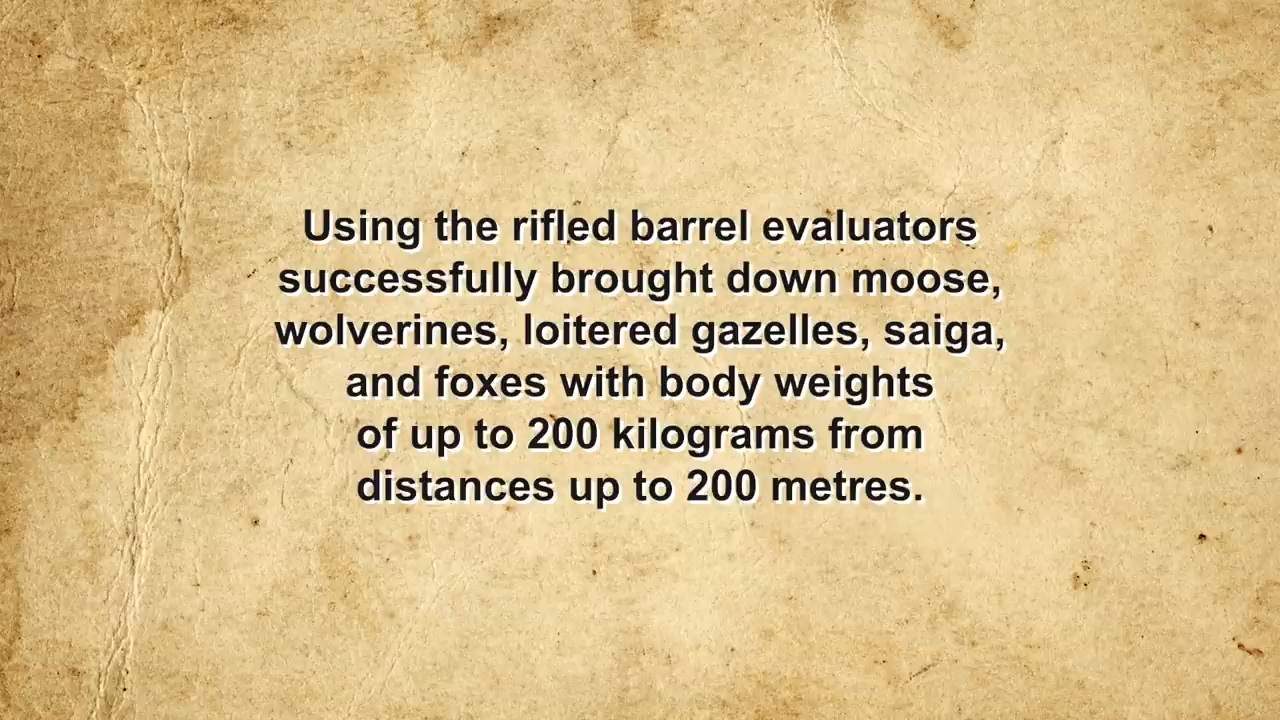 Using the rifled barrel evaluators
successfully brought down moose,
wolverines, loitered gazelles, saiga,
and foxes with body weights
of up to 200 kilograms from
distances up to 200 metres.